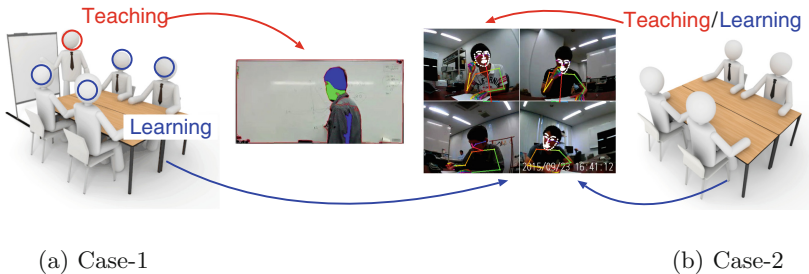 Teaching
Teaching/Learning
Learning
2015/09/23 16:41:12
(a) Case-1
(b) Case-2